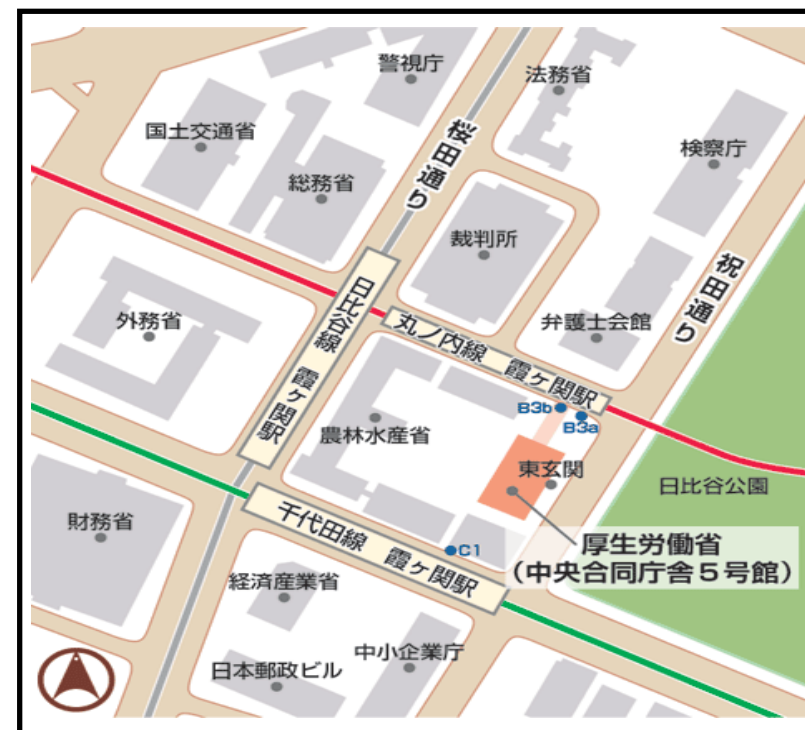 警視庁
法務省
国土交通省
桜田通り
検察庁
総務省
裁判所
祝田通り
日比谷線 霞ヶ関駅
外務省
丸ノ内線 霞ヶ関駅
弁護士会館
B3b
B3a
農林水産省
東玄関
日比谷公園
財務省
千代田線 霞ヶ関駅
C1
厚生労働省
(中央合同庁舎5号館)
経済産業省
中小企業庁
日本郵政ビル